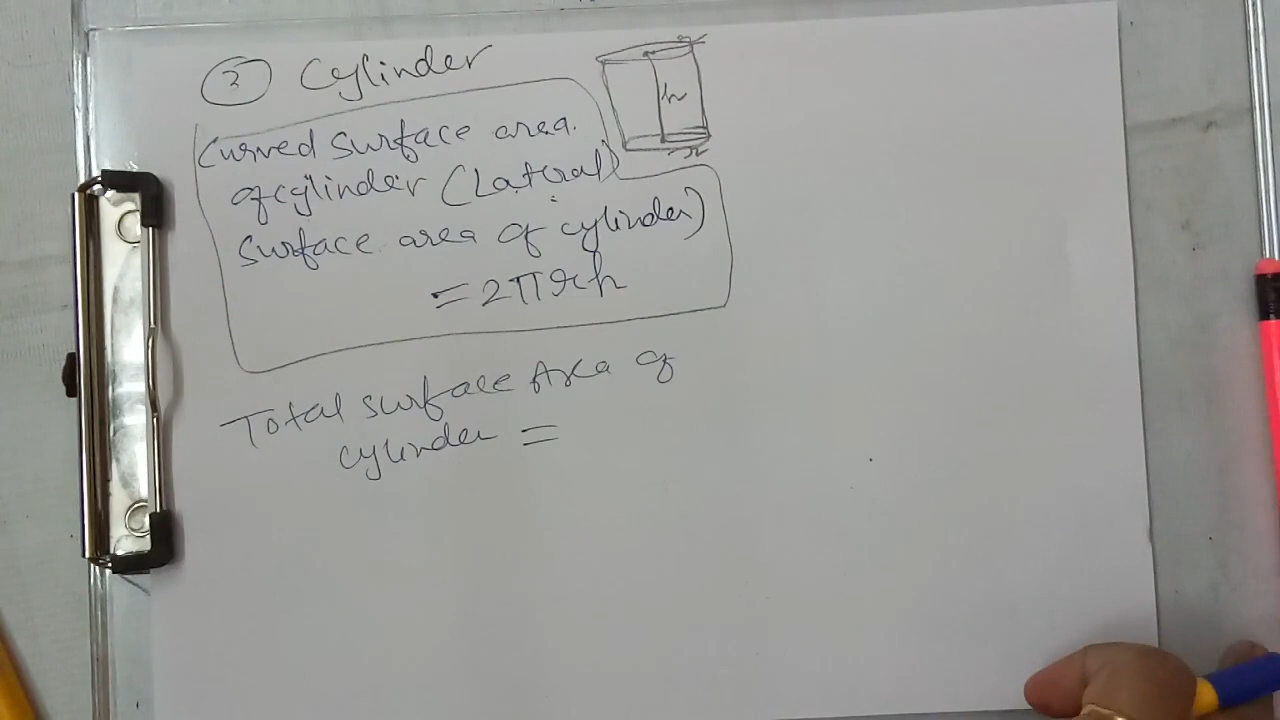 2 Cylinder
r
h
r
Curved surface area
of cylinder (Lateral
surface area of cylinder)
= 2πrh
Total surface Area of
cylinder =